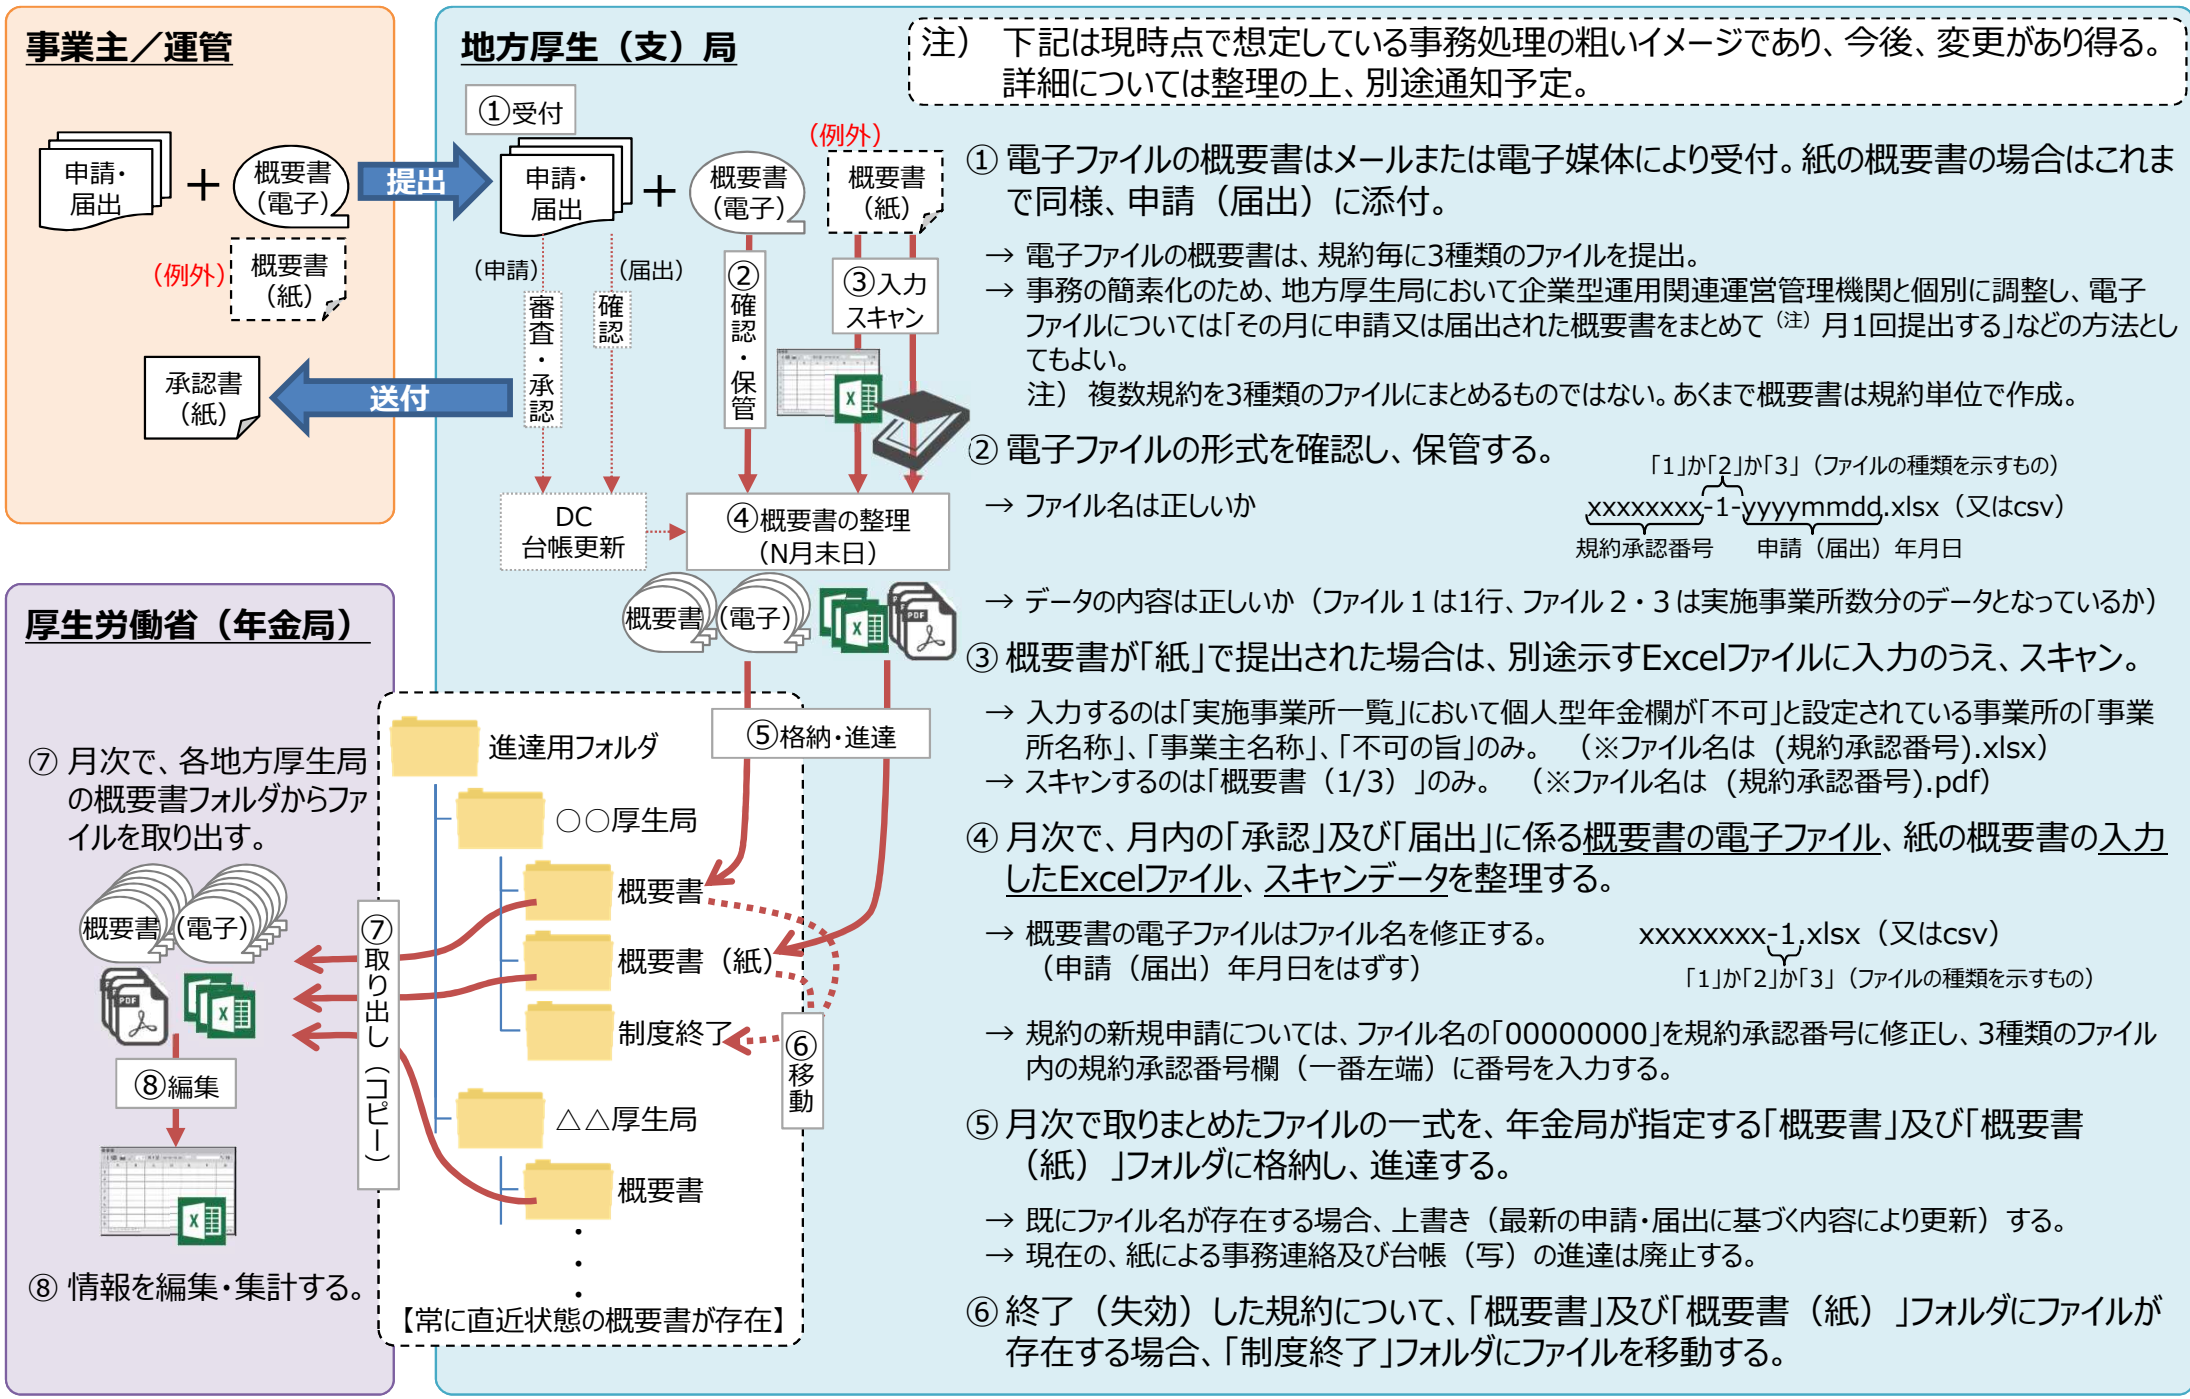 事業主／運管
申請・
届出
＋
概要書
（電子）
（例外）
概要書
（紙）
提出
承認書
（紙）
送付
地方厚生（支）局
注）　下記は現時点で想定している事務処理の粗いイメージであり、今後、変更があり得る。
詳細については整理の上、別途通知予定。
①受付
申請・
届出
＋
概要書
（電子）
（例外）
概要書
（紙）
（申請）
（届出）
審査・承認
確認
②確認・保管
③入力
スキャン
DC
台帳更新
④概要書の整理
（N月末日）
概要書（電子）
PDF
⑤格納・進達
進達用フォルダ
○○厚生局
概要書
概要書（紙）
制度終了
⑥移動
△△厚生局
概要書
・
・
・
【常に直近状態の概要書が存在】
厚生労働省（年金局）
⑦ 月次で、各地方厚生局
の概要書フォルダからファ
イルを取り出す。
概要書（電子）
PDF
⑦取り出し（コピー）
⑧編集
⑧ 情報を編集・集計する。
① 電子ファイルの概要書はメールまたは電子媒体により受付。紙の概要書の場合はこれま
で同様、申請（届出）に添付。
→ 電子ファイルの概要書は、規約毎に3種類のファイルを提出。
→ 事務の簡素化のため、地方厚生局において企業型運用関連運営管理機関と個別に調整し、電子
ファイルについては「その月に申請又は届出された概要書をまとめて（注）月1回提出する」などの方法とし
てもよい。
注） 複数規約を3種類のファイルにまとめるものではない。あくまで概要書は規約単位で作成。
② 電子ファイルの形式を確認し、保管する。
「1」か「2」か「3」（ファイルの種類を示すもの）
→ ファイル名は正しいか
xxxxxxxx-1-yyyymmdd.xlsx（又はcsv）
規約承認番号　申請（届出）年月日
→ データの内容は正しいか（ファイル１は1行、ファイル２・３は実施事業所数分のデータとなっているか）
③ 概要書が「紙」で提出された場合は、別途示すExcelファイルに入力のうえ、スキャン。
→ 入力するのは「実施事業所一覧」において個人型年金欄が「不可」と設定されている事業所の「事業
所名称」、「事業主名称」、「不可の旨」のみ。　（※ファイル名は（規約承認番号）.xlsx）
→ スキャンするのは「概要書（1/3）」のみ。　（※ファイル名は（規約承認番号）.pdf）
④ 月次で、月内の「承認」及び「届出」に係る概要書の電子ファイル、紙の概要書の入力
したExcelファイル、スキャンデータを整理する。
→ 概要書の電子ファイルはファイル名を修正する。
（申請（届出）年月日をはずす）
xxxxxxxx-1.xlsx（又はcsv）
「1」か「2」か「3」（ファイルの種類を示すもの）
→ 規約の新規申請については、ファイル名の「00000000」を規約承認番号に修正し、3種類のファイル
内の規約承認番号欄（一番左端）に番号を入力する。
⑤ 月次で取りまとめたファイルの一式を、年金局が指定する「概要書」及び「概要書
（紙）」フォルダに格納し、進達する。
→ 既にファイル名が存在する場合、上書き（最新の申請・届出に基づく内容により更新）する。
→ 現在の、紙による事務連絡及び台帳（写）の進達は廃止する。
⑥ 終了（失効）した規約について、「概要書」及び「概要書（紙）」フォルダにファイルが
存在する場合、「制度終了」フォルダにファイルを移動する。